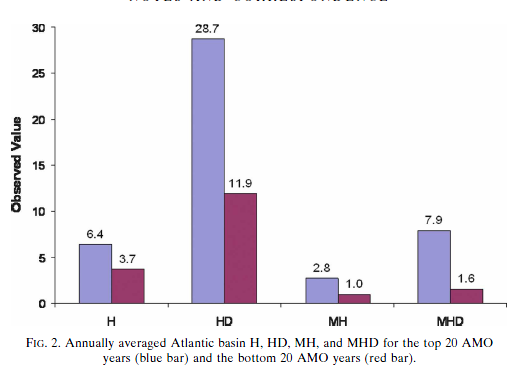 30
25
20
15
10
5
0
Observed Value
6.4
3.7
28.7
11.9
2.8
1.0
7.9
1.6
H
HD
MH
MHD
FIG. 2. Annually averaged Atlantic basin H, HD, MH, and MHD for the top 20 AMO
years (blue bar) and the bottom 20 AMO years (red bar).